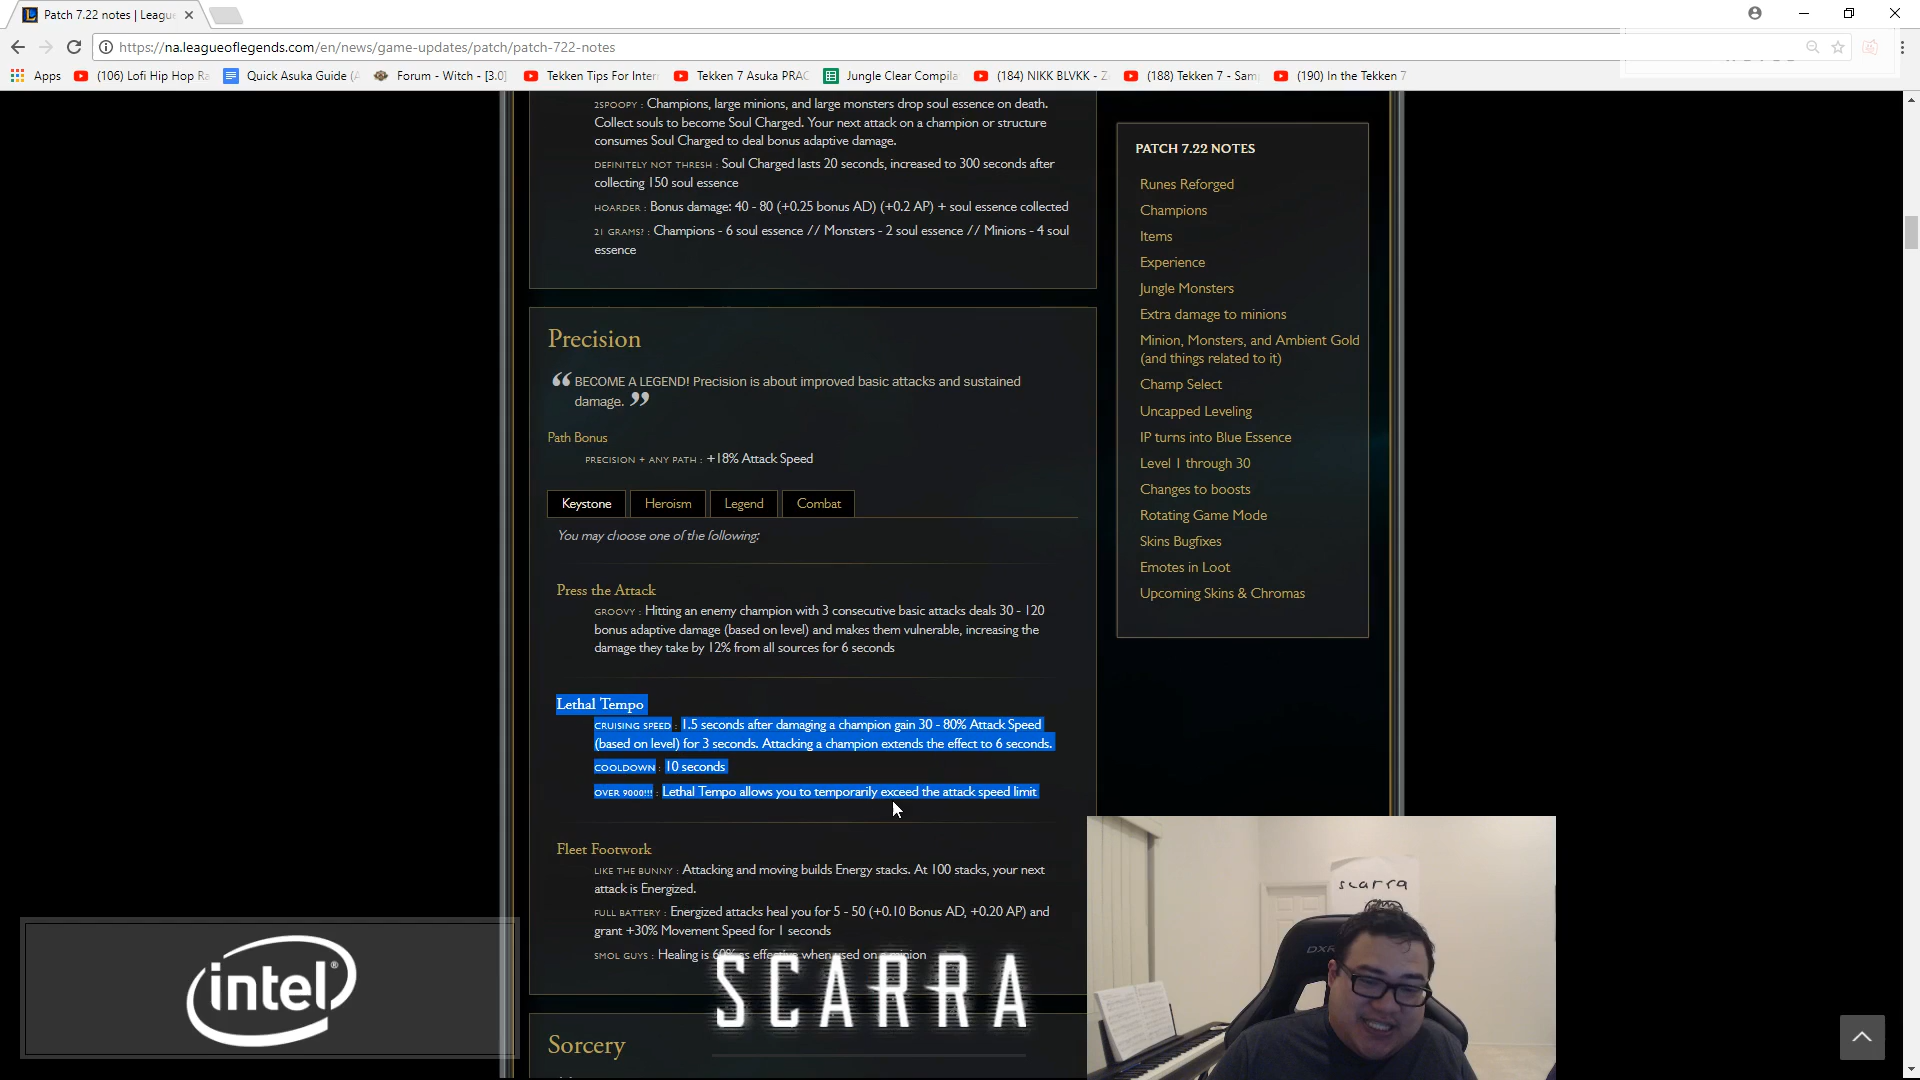 Patch 7.22 notes | Leagu
https://na.leagueoflegends.com/en/news/game-updates/patch/patch-722-notes
Apps (106) Lofi Hip Hop Ra Quick Asuka Guide (A Forum - Witch - [3.0] Tekken Tips For Inter Tekken 7 Asuka PRAC Jungle Clear Compila (184) NIKK BLVKK - Z (188) Tekken 7 - Sam (190) In the Tekken 7
2SPOOPY : Champions, large minions, and large monsters drop soul essence on death.
Collect souls to become Soul Charged. Your next attack on a champion or structure
consumes Soul Charged to deal bonus adaptive damage.
DEFINITELY NOT THRESH : Soul Charged lasts 20 seconds, increased to 300 seconds after
collecting 150 soul essence
HOARDER : Bonus damage: 40 - 80 (+0.25 bonus AD) (+0.2 AP) + soul essence collected
21 GRAMS? : Champions - 6 soul essence // Monsters - 2 soul essence // Minions - 4 soul
essence
Precision
“ BECOME A LEGEND! Precision is about improved basic attacks and sustained
damage. ”
Path Bonus
PRECISION + ANY PATH : +18% Attack Speed
Keystone Heroism Legend Combat
You may choose one of the following:
Press the Attack
GROOVY : Hitting an enemy champion with 3 consecutive basic attacks deals 30 - 120
bonus adaptive damage (based on level) and makes them vulnerable, increasing the
damage they take by 12% from all sources for 6 seconds
Lethal Tempo
CRUISING SPEED : 1.5 seconds after damaging a champion gain 30 - 80% Attack Speed
(based on level) for 3 seconds. Attacking a champion extends the effect to 6 seconds.
COOLDOWN : 10 seconds
OVER 9000!!! : Lethal Tempo allows you to temporarily exceed the attack speed limit
Fleet Footwork
LIKE THE BUNNY : Attacking and moving builds Energy stacks. At 100 stacks, your next
attack is Energized.
FULL BATTERY : Energized attacks heal you for 5 - 50 (+0.10 Bonus AD, +0.20 AP) and
grant +30% Movement Speed for 1 seconds
SMOL GUYS : Healing is 60% as effective when used on a minion
Sorcery
PATCH 7.22 NOTES
Runes Reforged
Champions
Items
Experience
Jungle Monsters
Extra damage to minions
Minion, Monsters, and Ambient Gold
(and things related to it)
Champ Select
Uncapped Leveling
IP turns into Blue Essence
Level 1 through 30
Changes to boosts
Rotating Game Mode
Skins Bugfixes
Emotes in Loot
Upcoming Skins & Chromas
intel
SCARRA
scarra
DXR